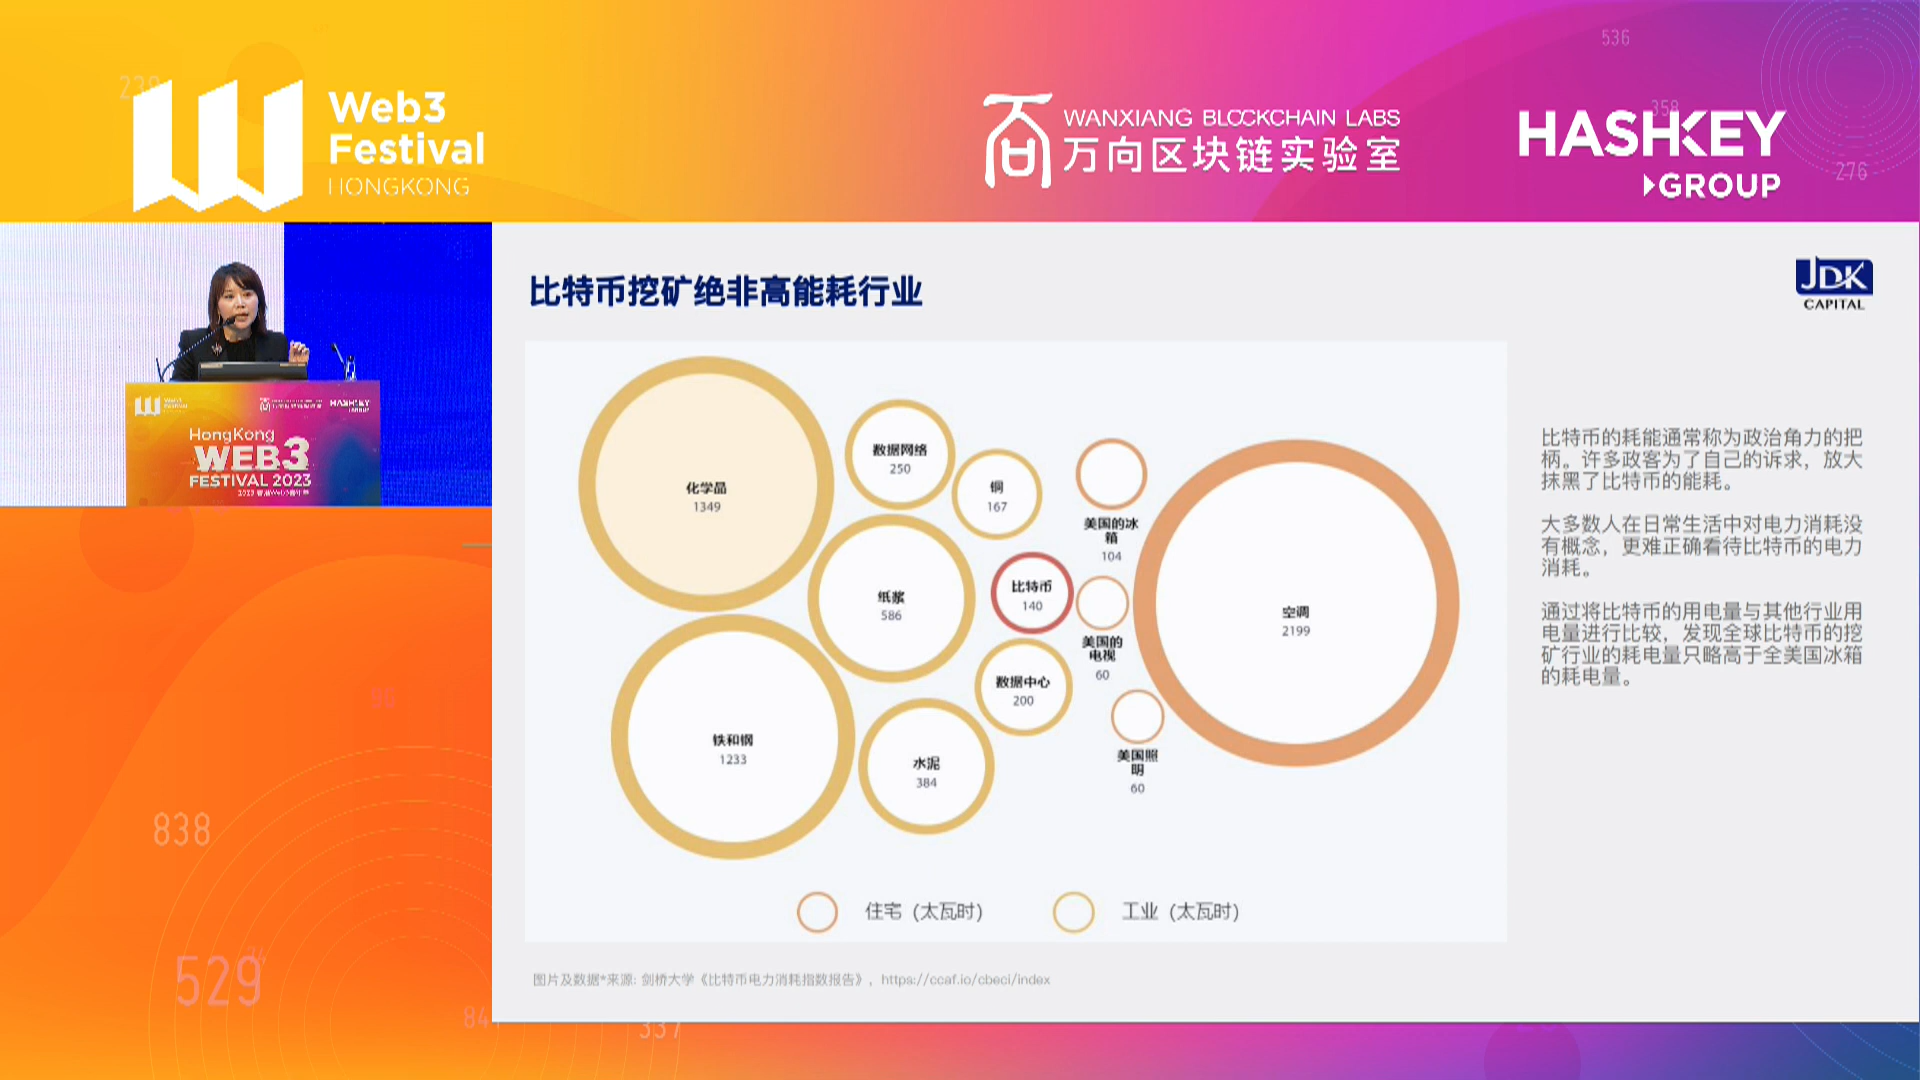 Web3
Festival
HONGKONG
WANXIANG BLOCKCHAIN LABS
万向区块链实验室
HASHKEY
GROUP
536
358
276
比特币挖矿绝非高能耗行业
JDK
CAPITAL
化学品
1349
数据网络
250
铜
167
美国的冰
箱
104
纸浆
586
比特币
140
美国的
电视
60
空调
2199
数据中心
200
铁和钢
1233
水泥
384
美国照
明
60
住宅 (太瓦时)
工业 (太瓦时)
比特币的耗能通常称为政治角力的把
柄。许多政客为了自己的诉求，放大
抹黑了比特币的能耗。
大多数人在日常生活中对电力消耗没
有概念，更难正确看待比特币的电力
消耗。
通过将比特币的用电量与其他行业用
电量进行比较，发现全球比特币的挖
矿行业的耗电量只略高于全美国冰箱
的耗电量。
图片及数据*来源: 剑桥大学《比特币电力消耗指数报告》, https://ccaf.io/cbeci/index
HongKong
WEB3
FESTIVAL 2023
HASHKEY
90
838
529